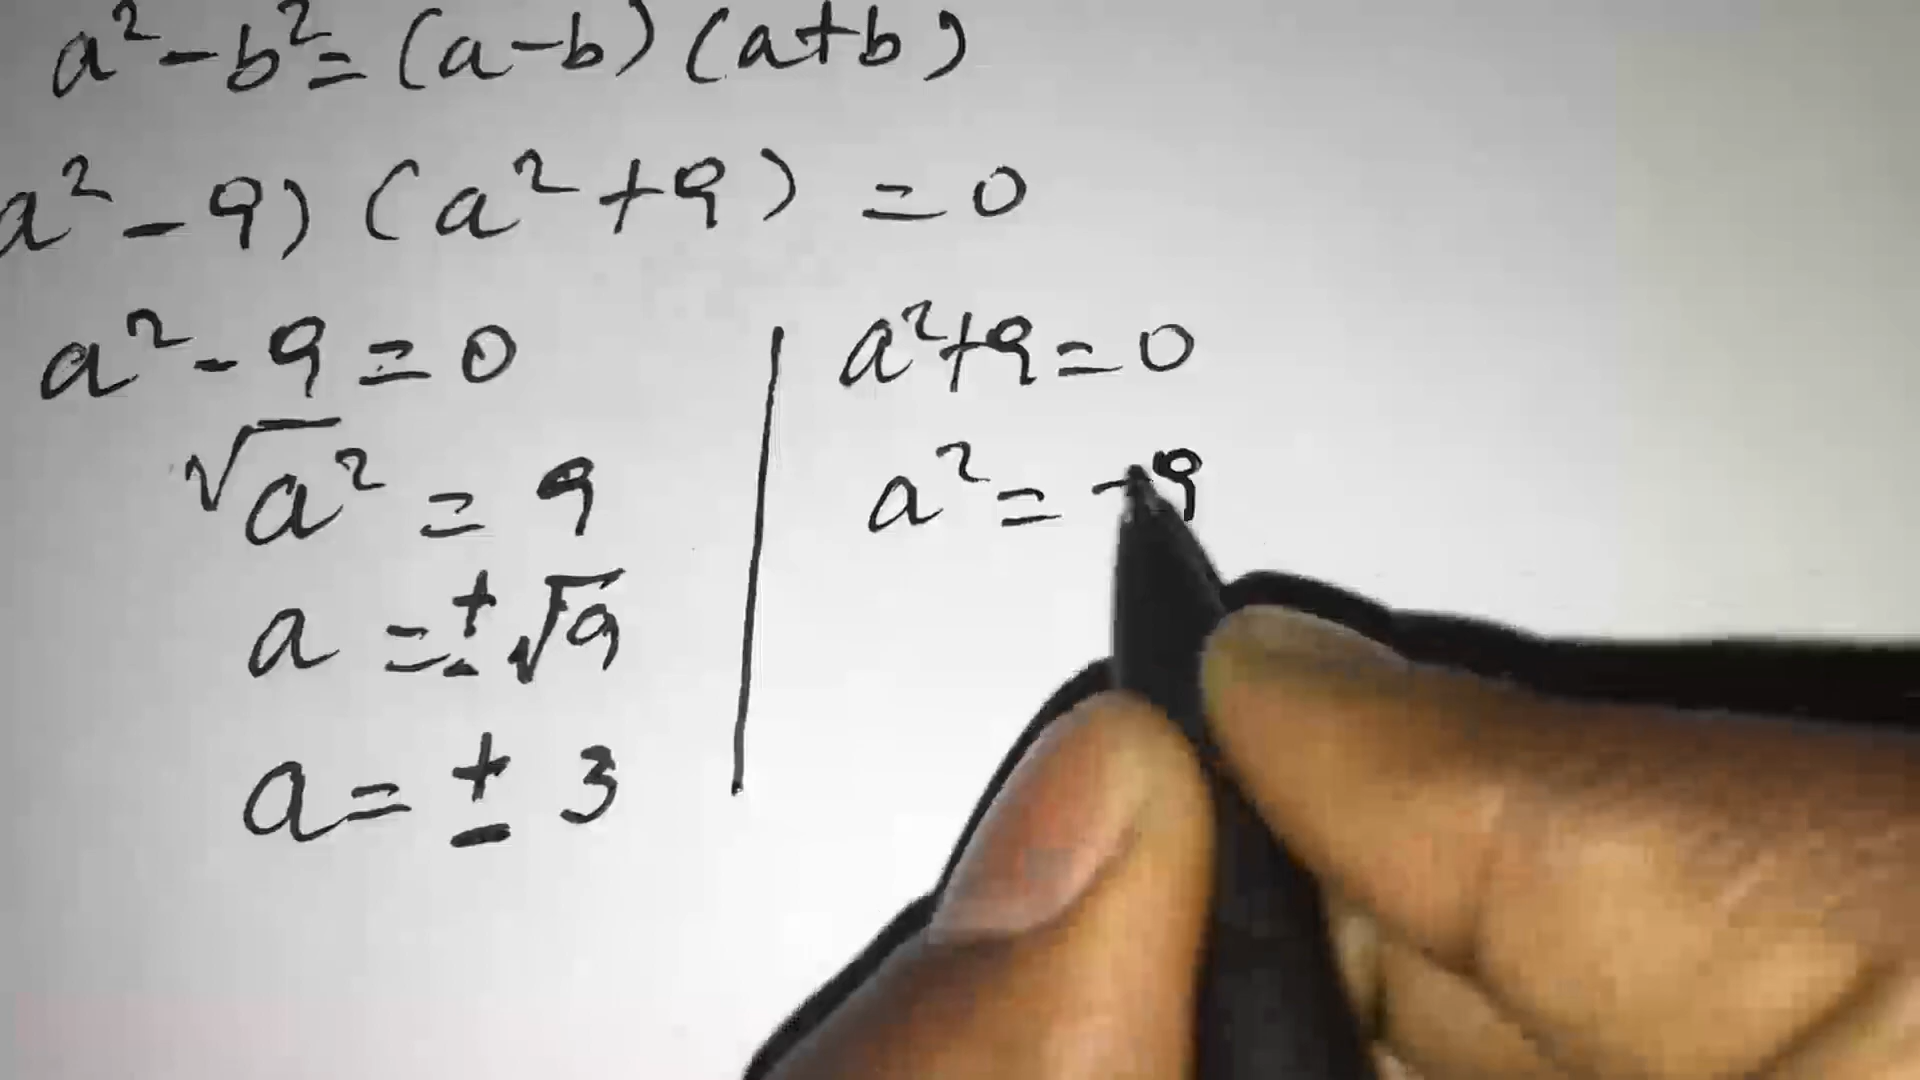 a² - b² = (a-b) (a+b)
a² - 9) (a² + 9) = 0
a² - 9 = 0
√a² = 9
a = ± √9
a = ± 3
a² + 9 = 0
a² = -9